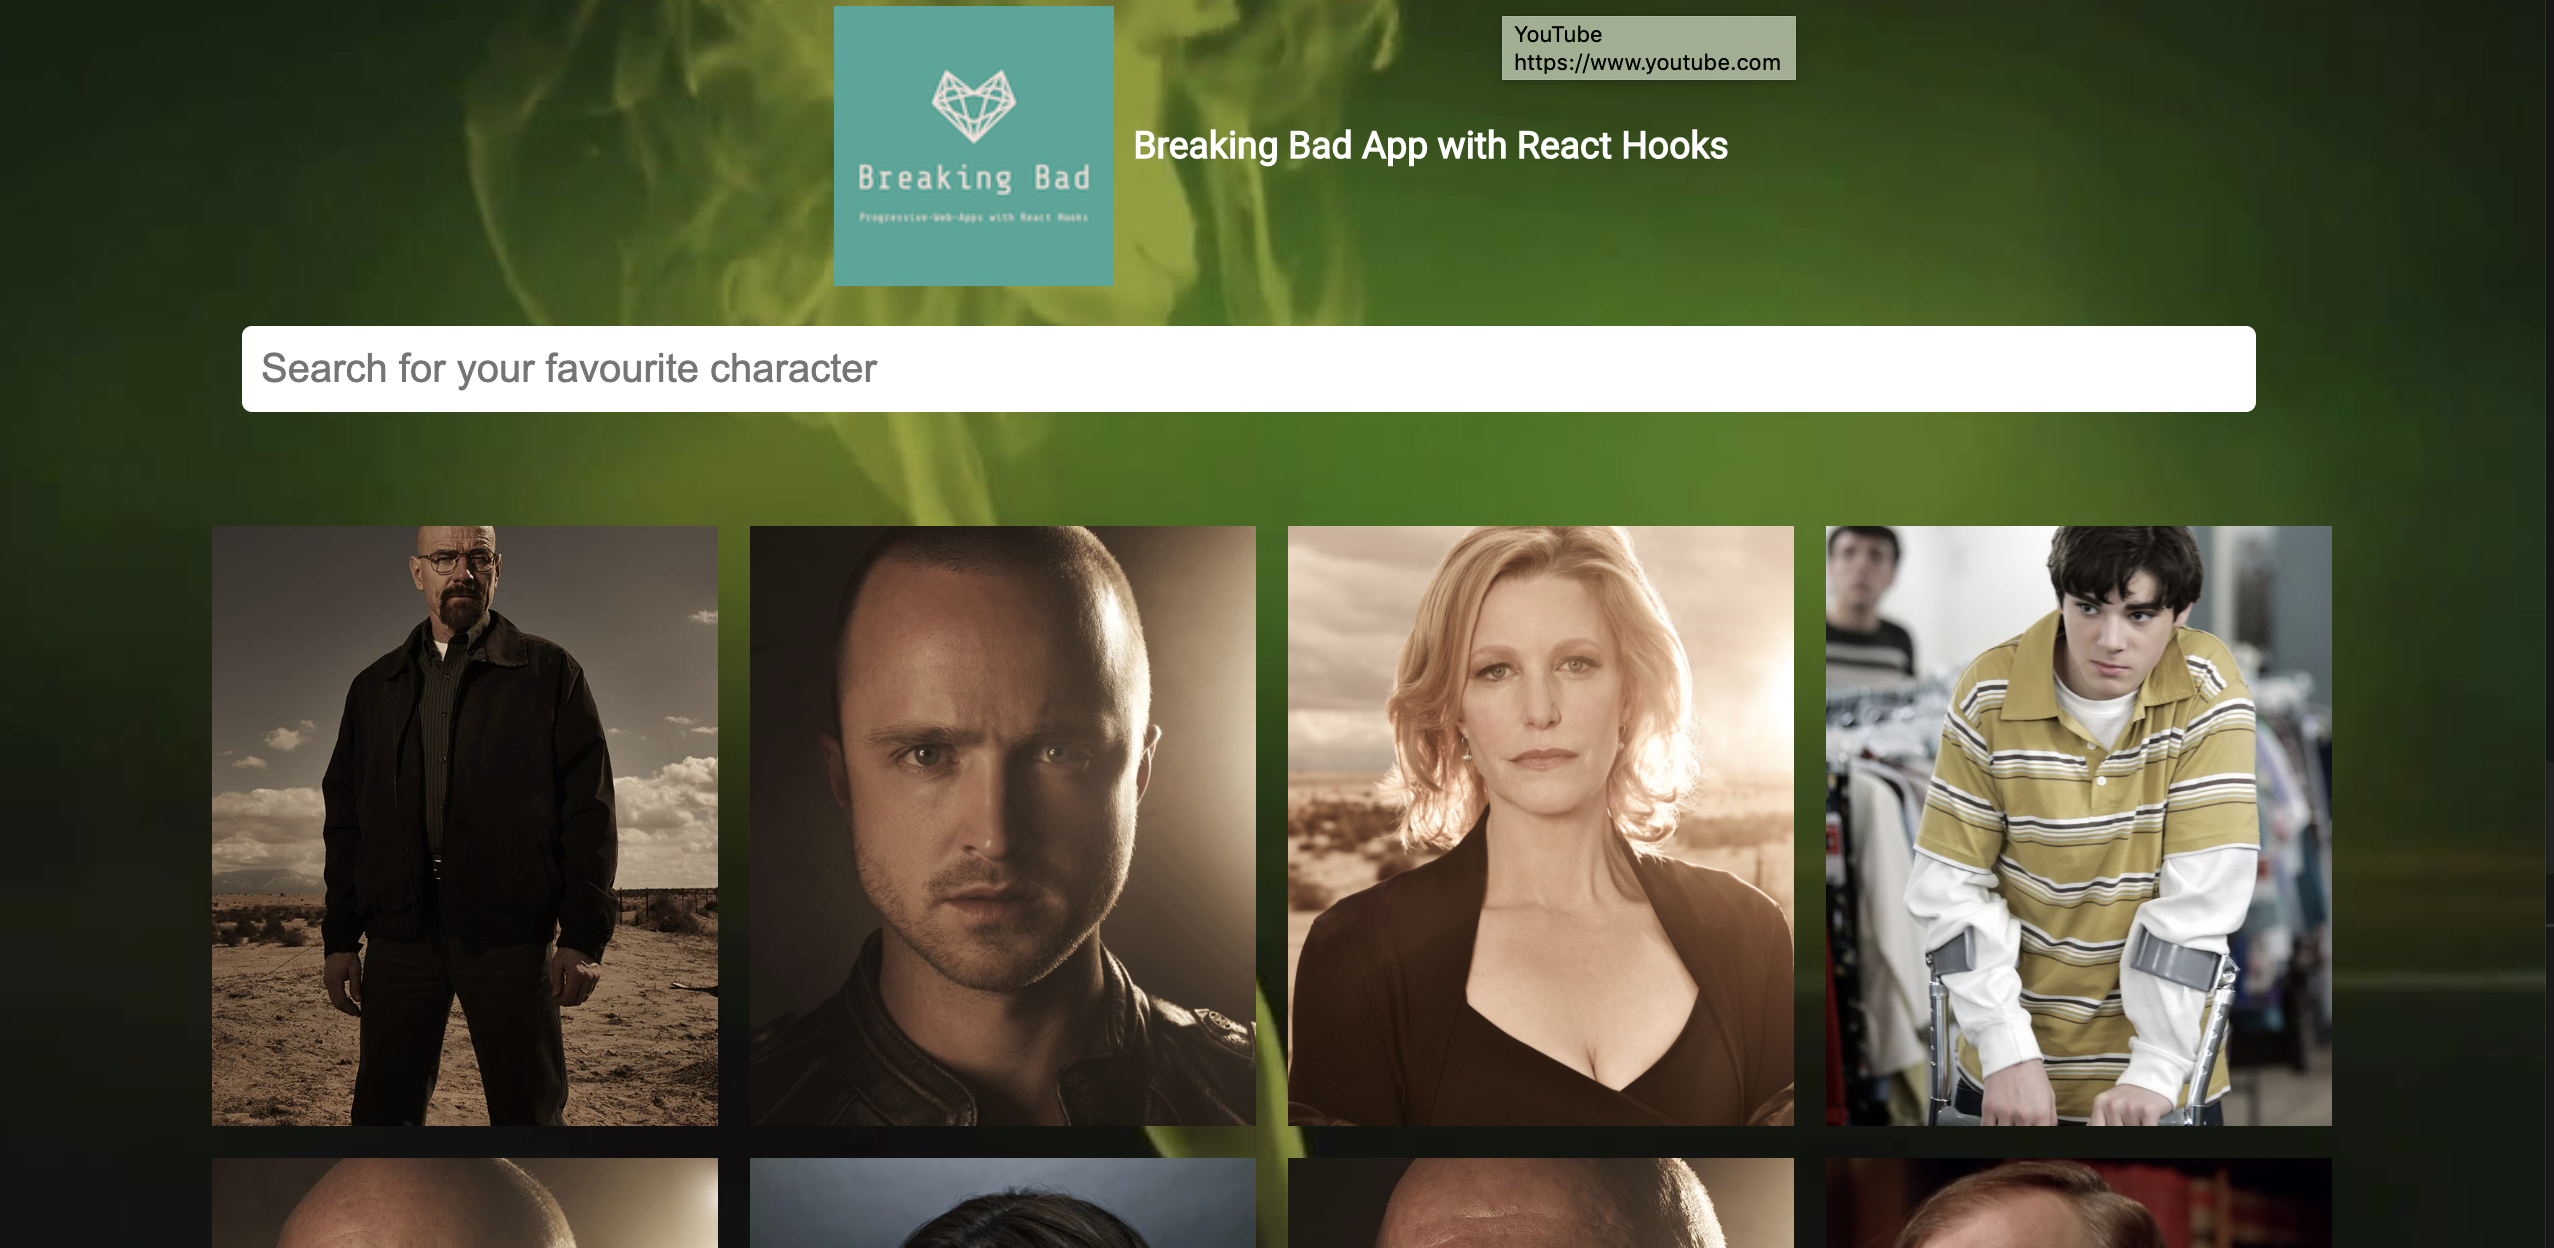 YouTube
https://www.youtube.com
Breaking Bad
Progressive-Web-Apps with React Hooks
Breaking Bad App with React Hooks
Search for your favourite character